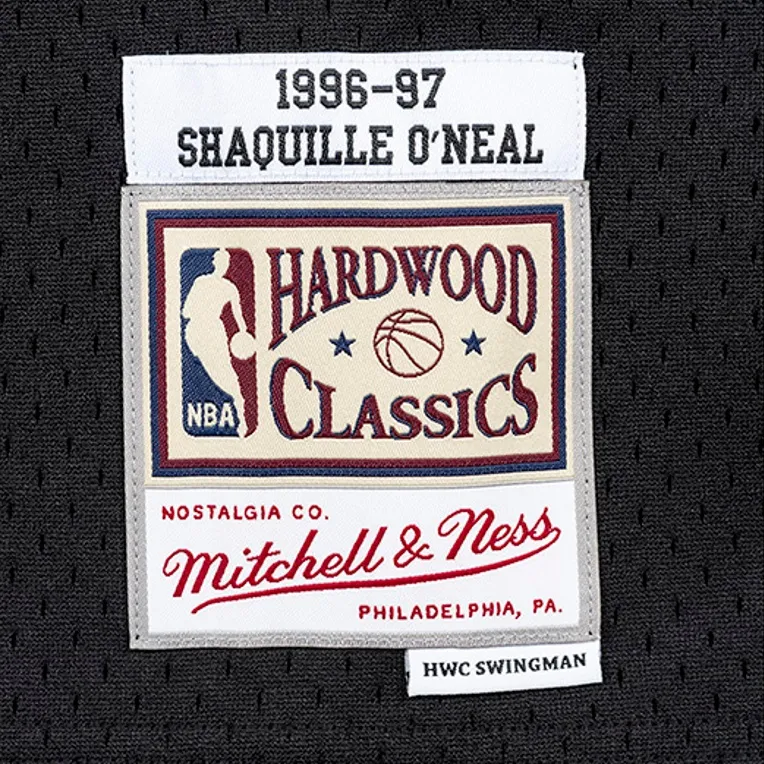 1996-97
SHAQUILLE O'NEAL
HARDWOOD
CLASSICS
NBA
NOSTALGIA CO.
Mitchell & Ness
PHILADELPHIA, PA.
HWC SWINGMAN